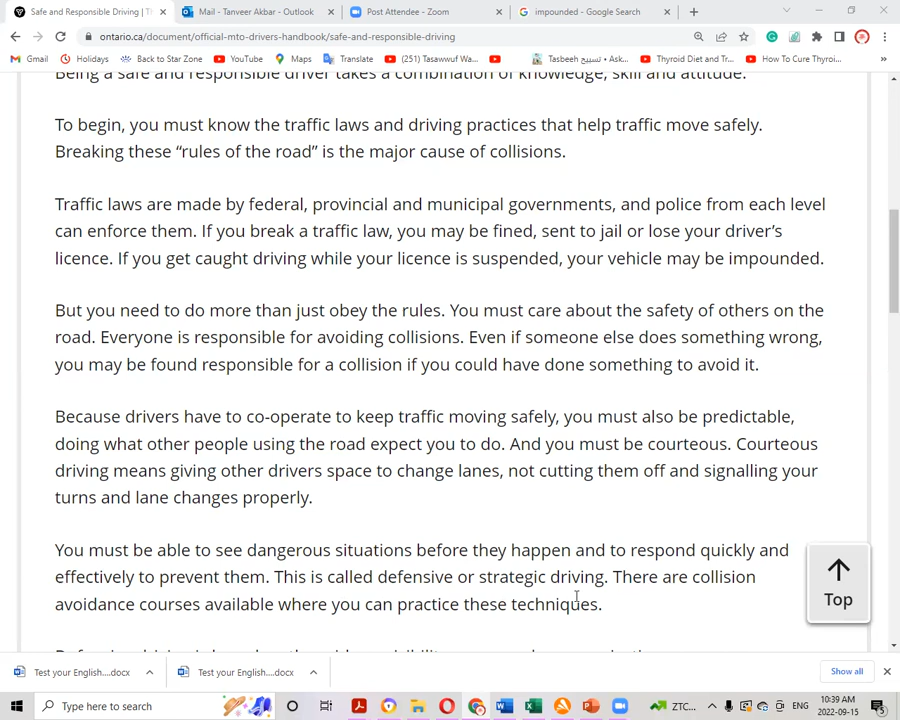 Safe and Responsible Driving | Th
Mail - Tanveer Akbar - Outlook
Post Attendee - Zoom
impounded - Google Search
ontario.ca/document/official-mto-drivers-handbook/safe-and-responsible-driving
Gmail
Holidays
Back to Star Zone
YouTube
Maps
Translate
(251) Tasawwuf Wa...
Tasbeeh تسبيح • Ask...
Thyroid Diet and Tr...
How To Cure Thyroi...
»
Being a safe and responsible driver takes a combination of knowledge, skill and attitude.
To begin, you must know the traffic laws and driving practices that help traffic move safely.
Breaking these “rules of the road” is the major cause of collisions.
Traffic laws are made by federal, provincial and municipal governments, and police from each level
can enforce them. If you break a traffic law, you may be fined, sent to jail or lose your driver’s
licence. If you get caught driving while your licence is suspended, your vehicle may be impounded.
But you need to do more than just obey the rules. You must care about the safety of others on the
road. Everyone is responsible for avoiding collisions. Even if someone else does something wrong,
you may be found responsible for a collision if you could have done something to avoid it.
Because drivers have to co-operate to keep traffic moving safely, you must also be predictable,
doing what other people using the road expect you to do. And you must be courteous. Courteous
driving means giving other drivers space to change lanes, not cutting them off and signalling your
turns and lane changes properly.
You must be able to see dangerous situations before they happen and to respond quickly and
effectively to prevent them. This is called defensive or strategic driving. There are collision
avoidance courses available where you can practice these techniques.
Top
Test your English....docx
Test your English....docx
Show all
Type here to search
ZTC...
ENG
10:39 AM
2022-09-15